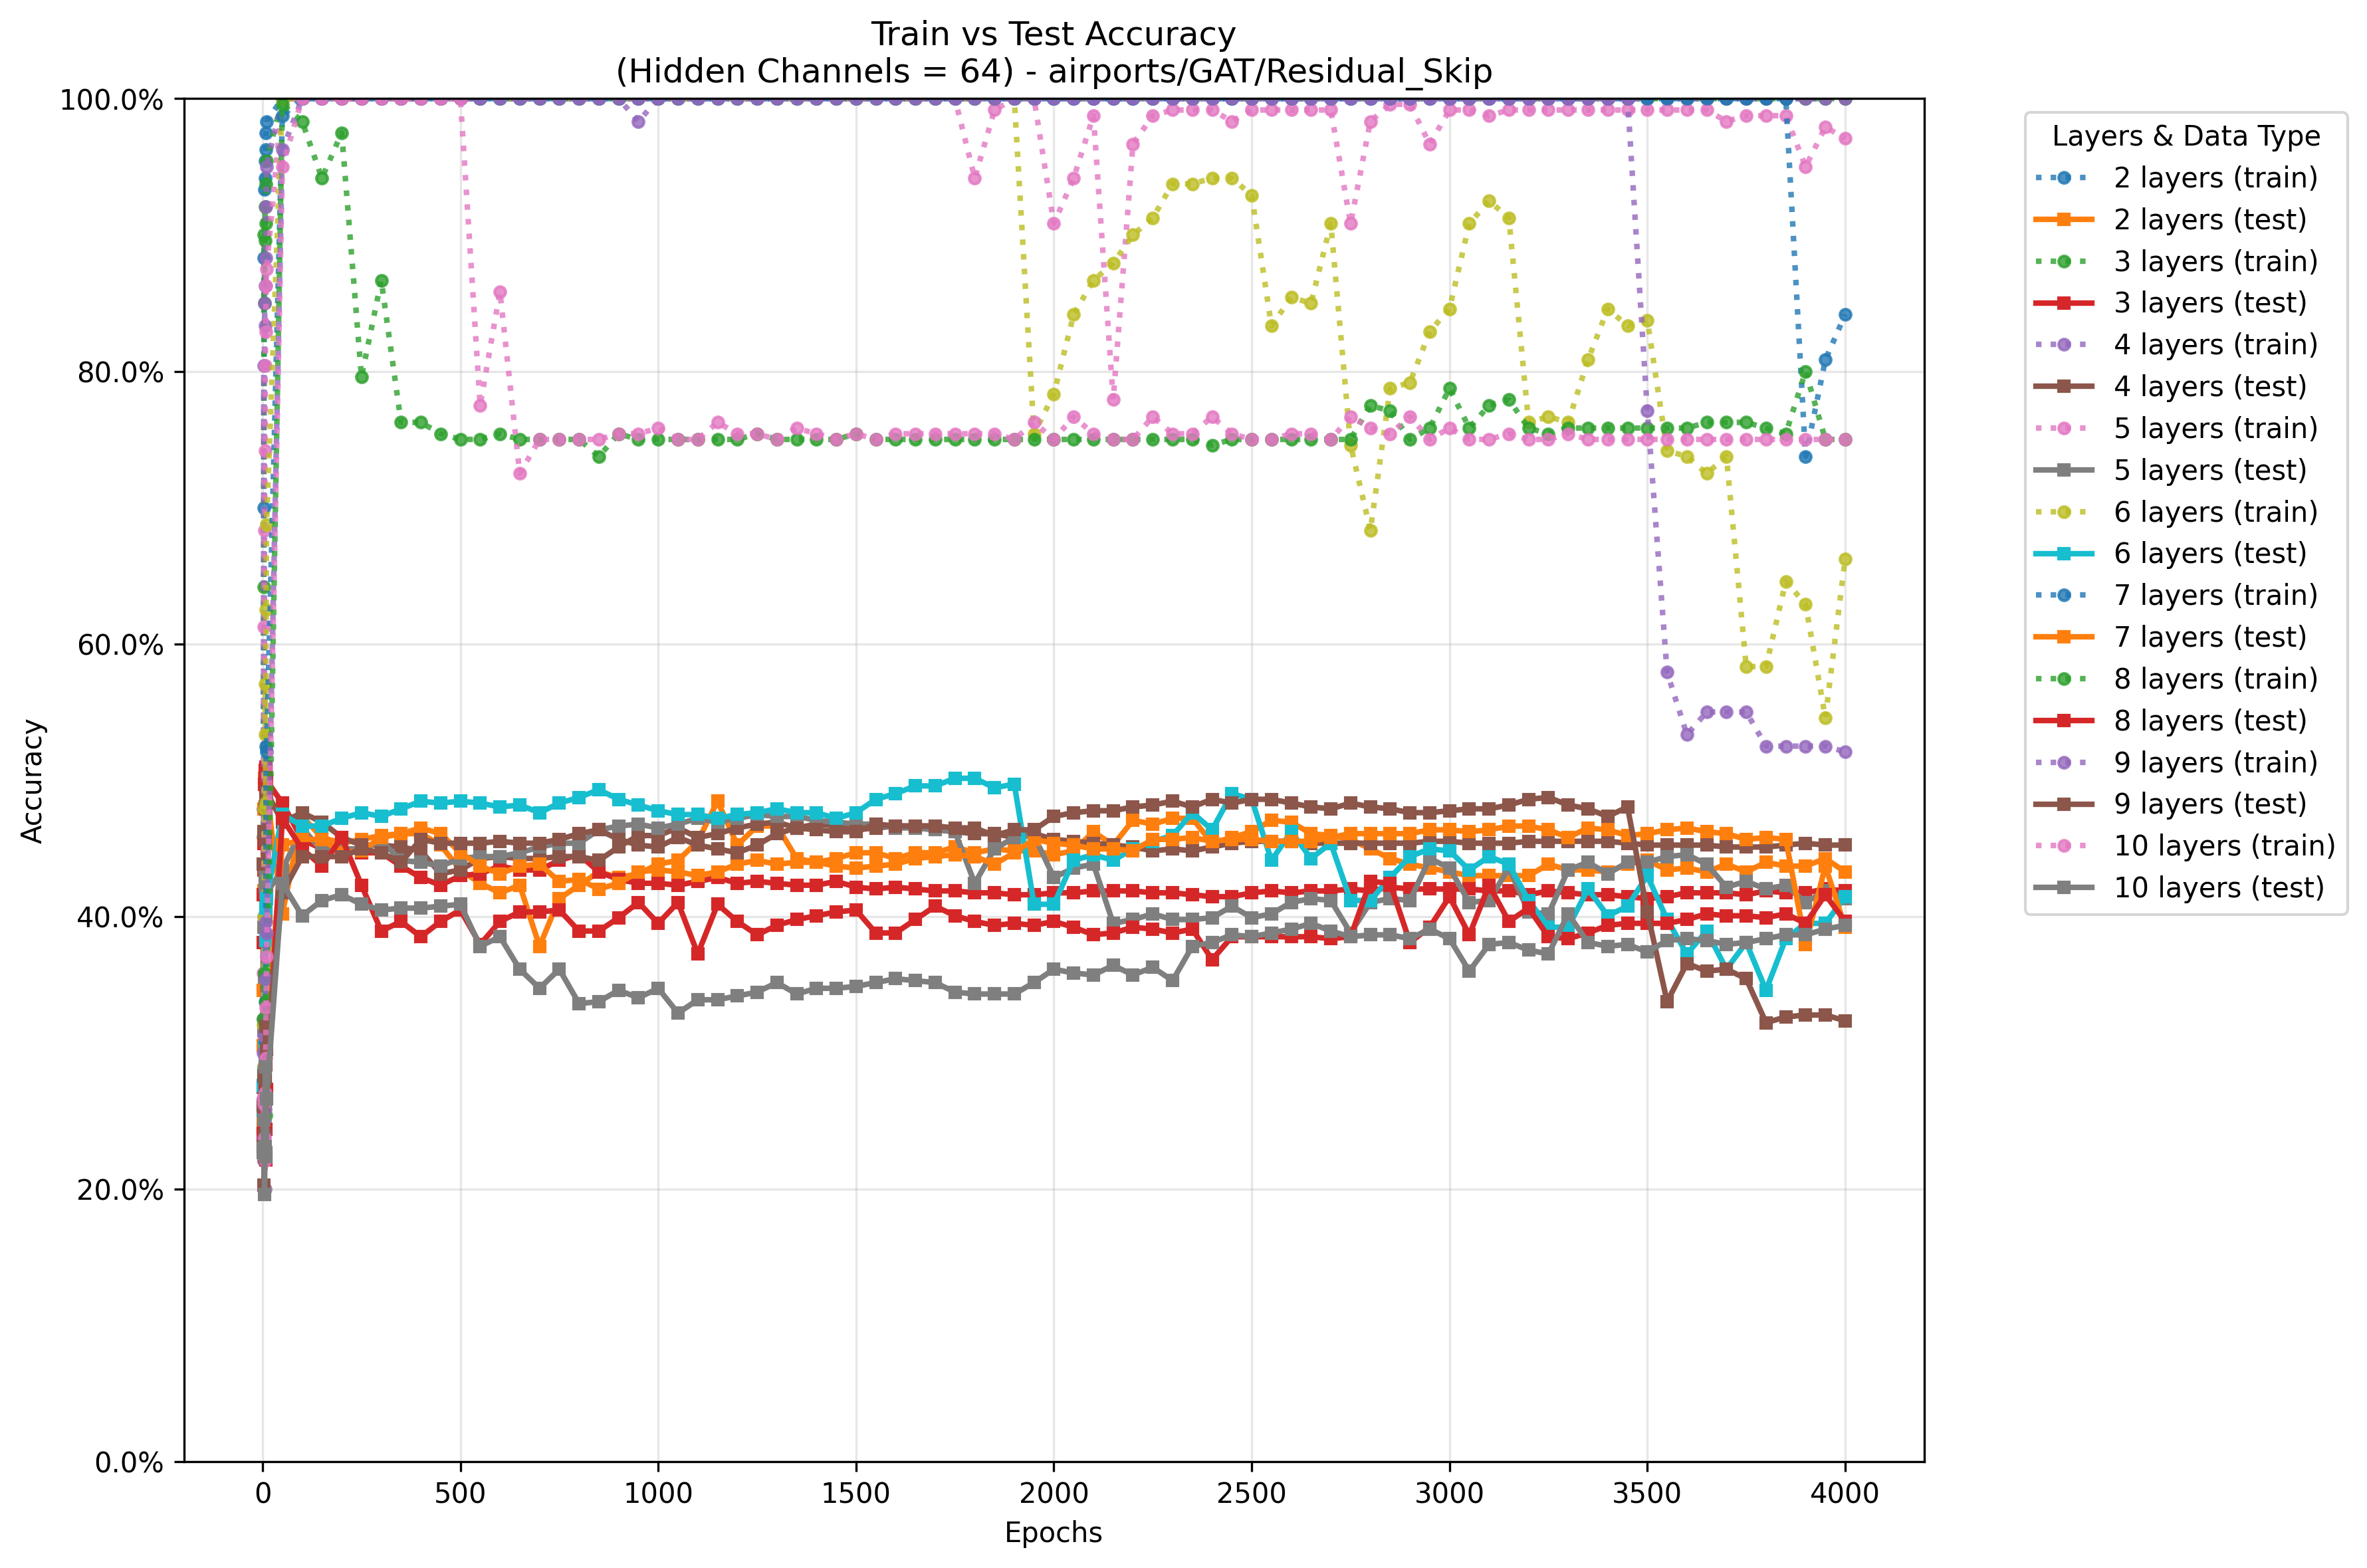 Train vs Test Accuracy
(Hidden Channels = 64) - airports/GAT/Residual_Skip
100.0%
80.0%
60.0%
40.0%
20.0%
0.0%
Accuracy
0
500
1000
1500
2000
2500
3000
3500
4000
Epochs
Layers & Data Type
2 layers (train)
2 layers (test)
3 layers (train)
3 layers (test)
4 layers (train)
4 layers (test)
5 layers (train)
5 layers (test)
6 layers (train)
6 layers (test)
7 layers (train)
7 layers (test)
8 layers (train)
8 layers (test)
9 layers (train)
9 layers (test)
10 layers (train)
10 layers (test)